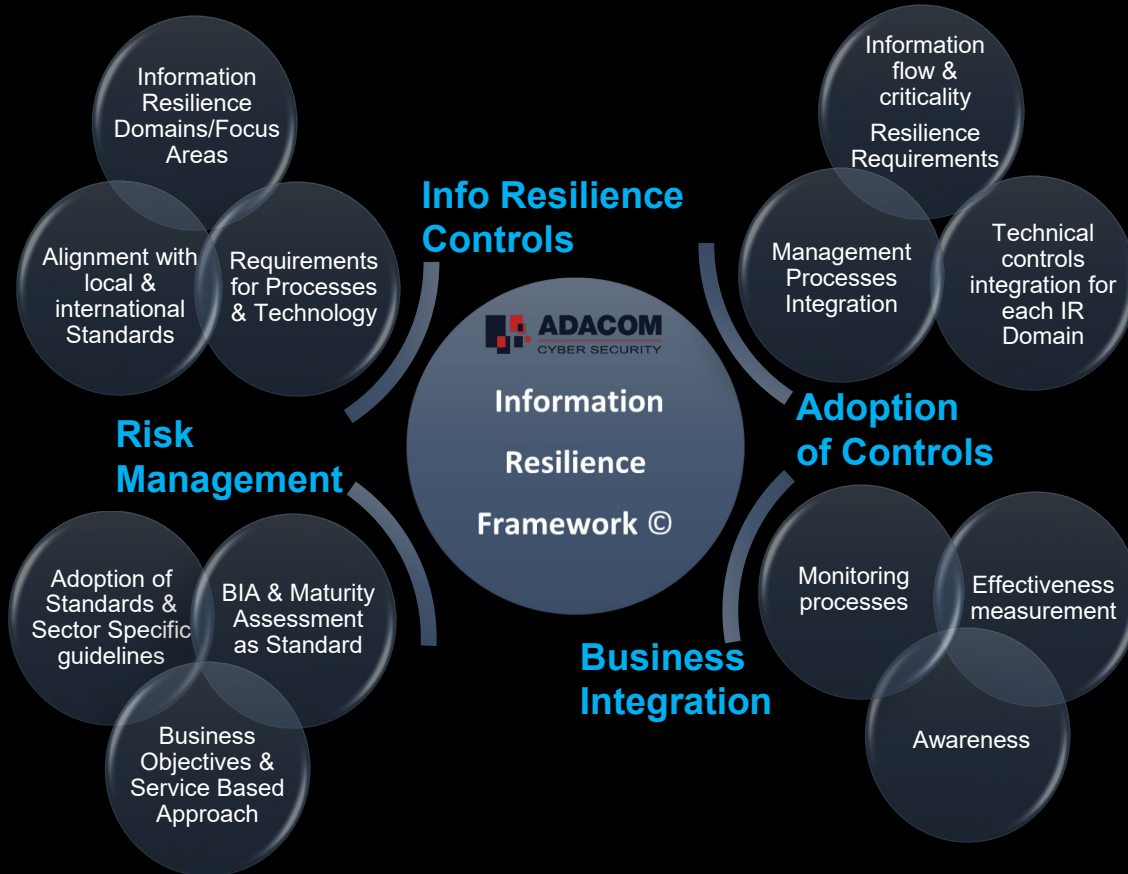 Information
Resilience
Domains/Focus
Areas
Alignment with
local &
international
Standards
Requirements
for Processes
& Technology
Info Resilience
Controls
Information
flow &
criticality
Resilience
Requirements
Management
Processes
Integration
Technical
controls
integration for
each IR
Domain
ADACOM
CYBER SECURITY
Information
Resilience
Framework ©
Risk
Management
Adoption
of Controls
Adoption of
Standards &
Sector Specific
guidelines
BIA & Maturity
Assessment
as Standard
Business
Objectives &
Service Based
Approach
Business
Integration
Monitoring
processes
Effectiveness
measurement
Awareness